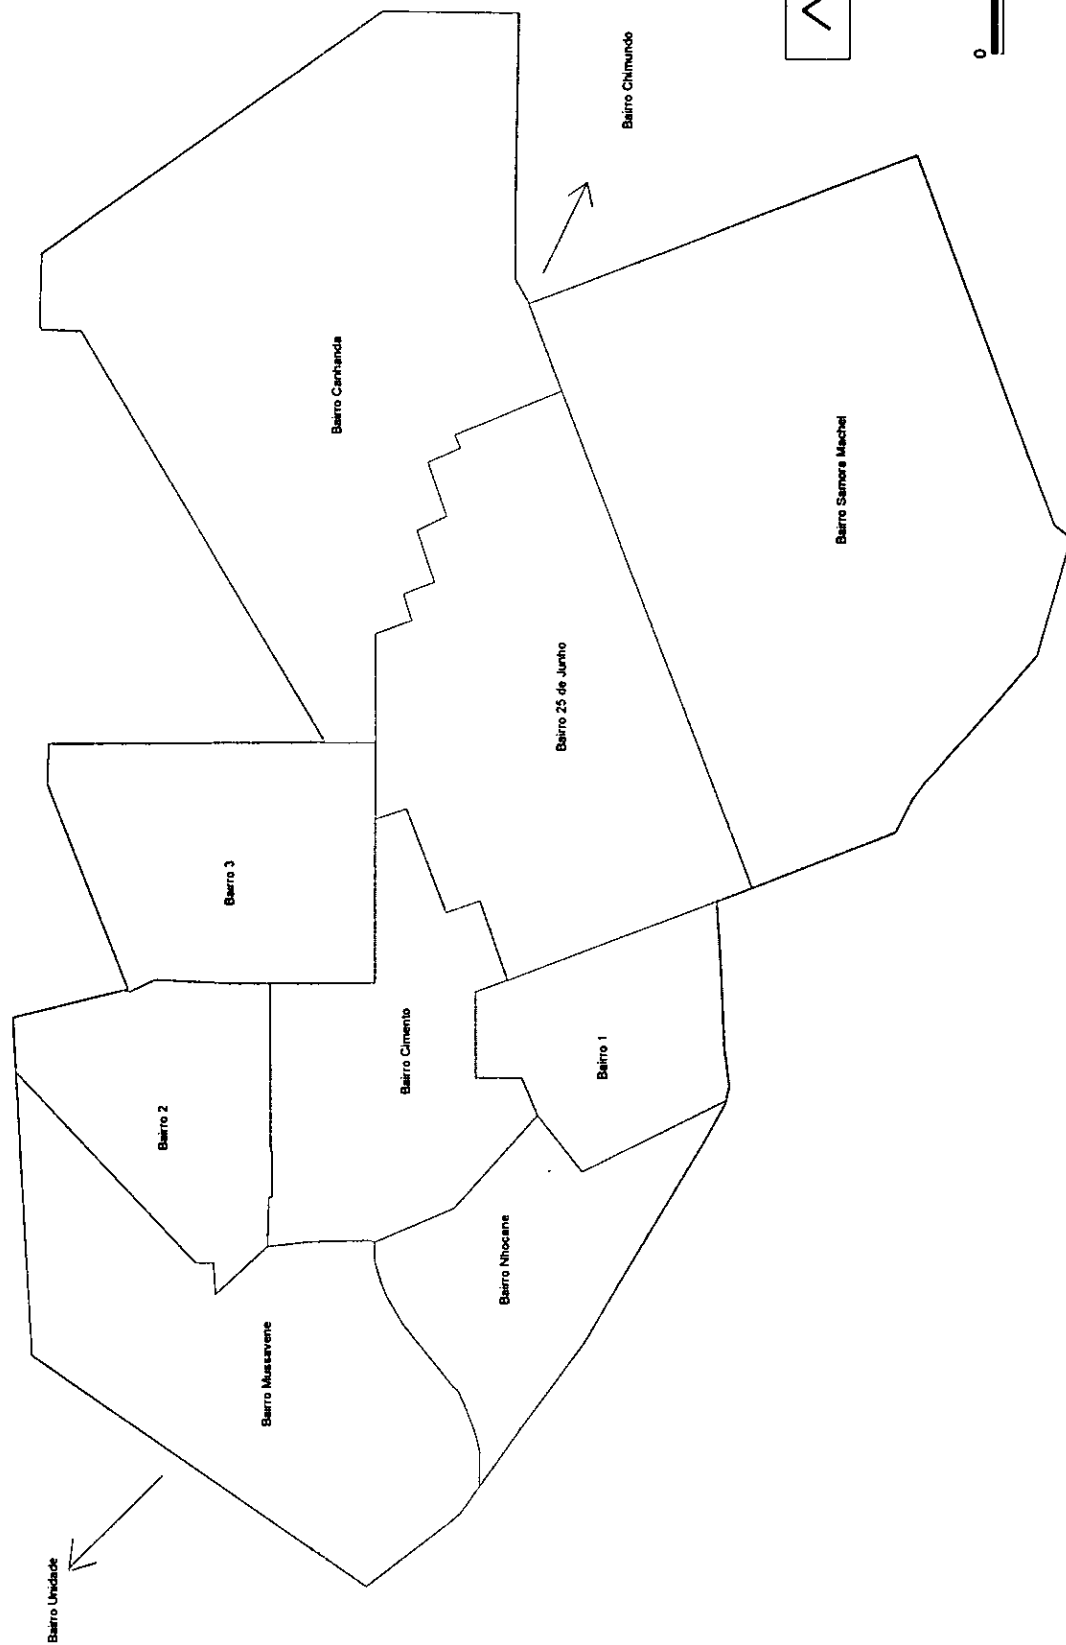 Bairro Unidade
Bairro 2
Bairro 3
Bairro Mussavene
Bairro Canhanda
Bairro Cimento
Bairro Nhocane
Bairro 25 de Junho
Bairro 1
Bairro Chimundo
Bairro Samora Machel
0